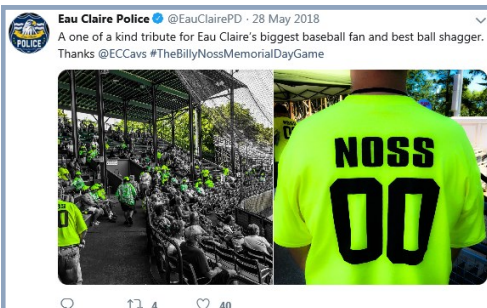 Eau Claire Police @EauClairePD · 28 May 2018
POLICE
A one of a kind tribute for Eau Claire's biggest baseball fan and best ball shagger.
Thanks @ECCavs #TheBillyNossMemorialDayGame
NOSS
00
4
40